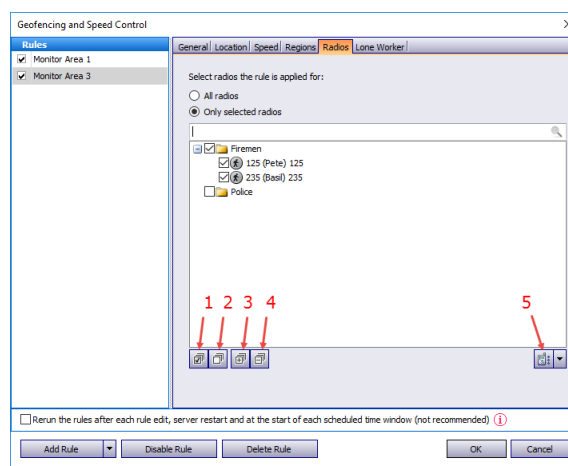 Geofencing and Speed Control
Rules
Monitor Area 1
Monitor Area 3
General Location Speed Regions Radios Lone Worker
Select radios the rule is applied for:
All radios
Only selected radios
Firemen
125 (Pete) 125
235 (Basil) 235
Police
1 2 3 4 5
Rerun the rules after each rule edit, server restart and at the start of each scheduled time window (not recommended)
Add Rule Disable Rule Delete Rule OK Cancel